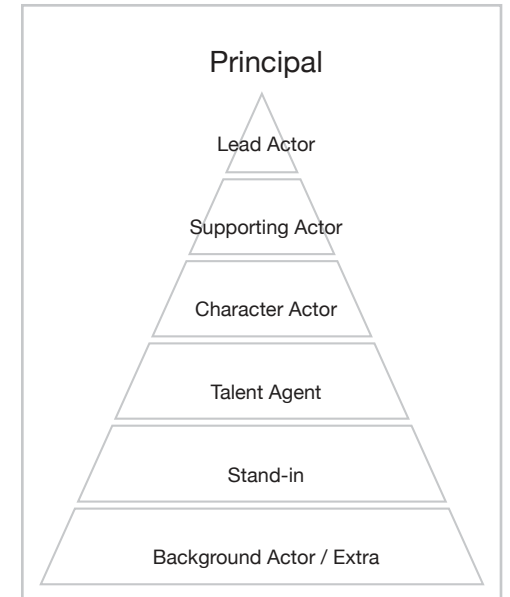 Principal
Lead Actor
Supporting Actor
Character Actor
Talent Agent
Stand-in
Background Actor / Extra